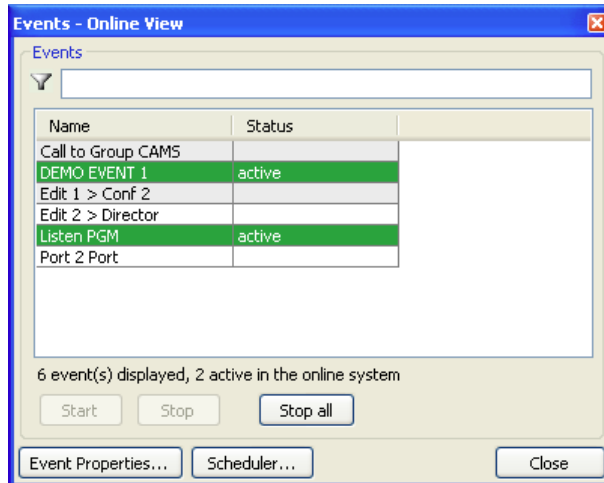 Events - Online View
Events
Name Status
Call to Group CAMS
DEMO EVENT 1 active
Edit 1 > Conf 2
Edit 2 > Director
Listen PGM active
Port 2 Port
6 event(s) displayed, 2 active in the online system
Start Stop Stop all
Event Properties... Scheduler... Close